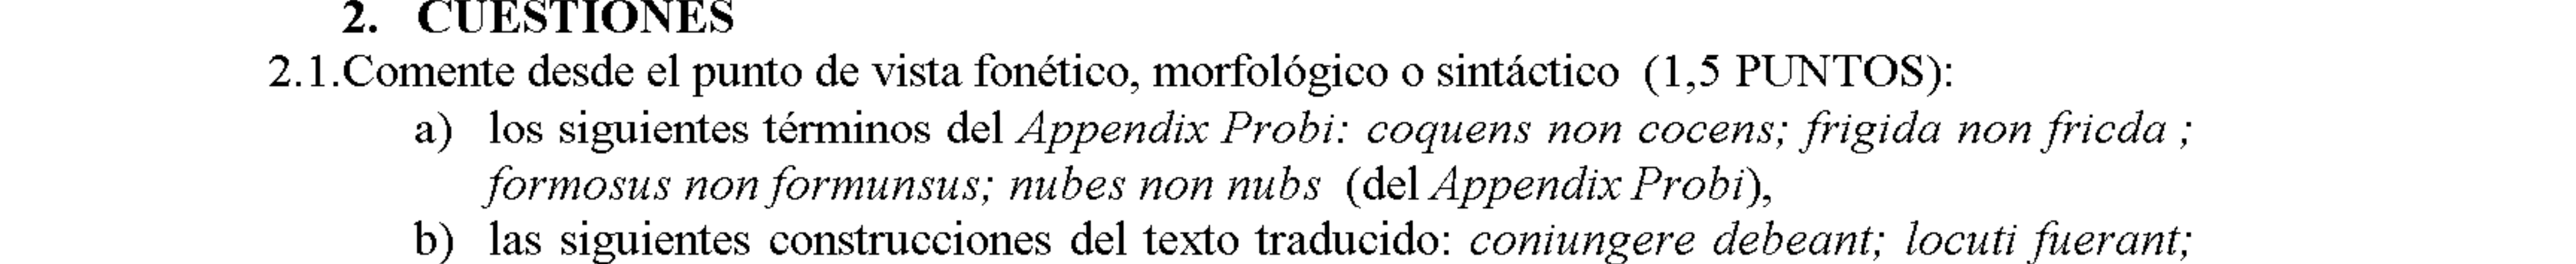 2. CUESTIONES
2.1.Comente desde el punto de vista fonético, morfológico o sintáctico (1,5 PUNTOS):
a) los siguientes términos del Appendix Probi: coquens non cocens; frigida non fricda ;
formosus non formunsus; nubes non nubs (del Appendix Probi),
b) las siguientes construcciones del texto traducido: coniungere debeant; locuti fuerant;